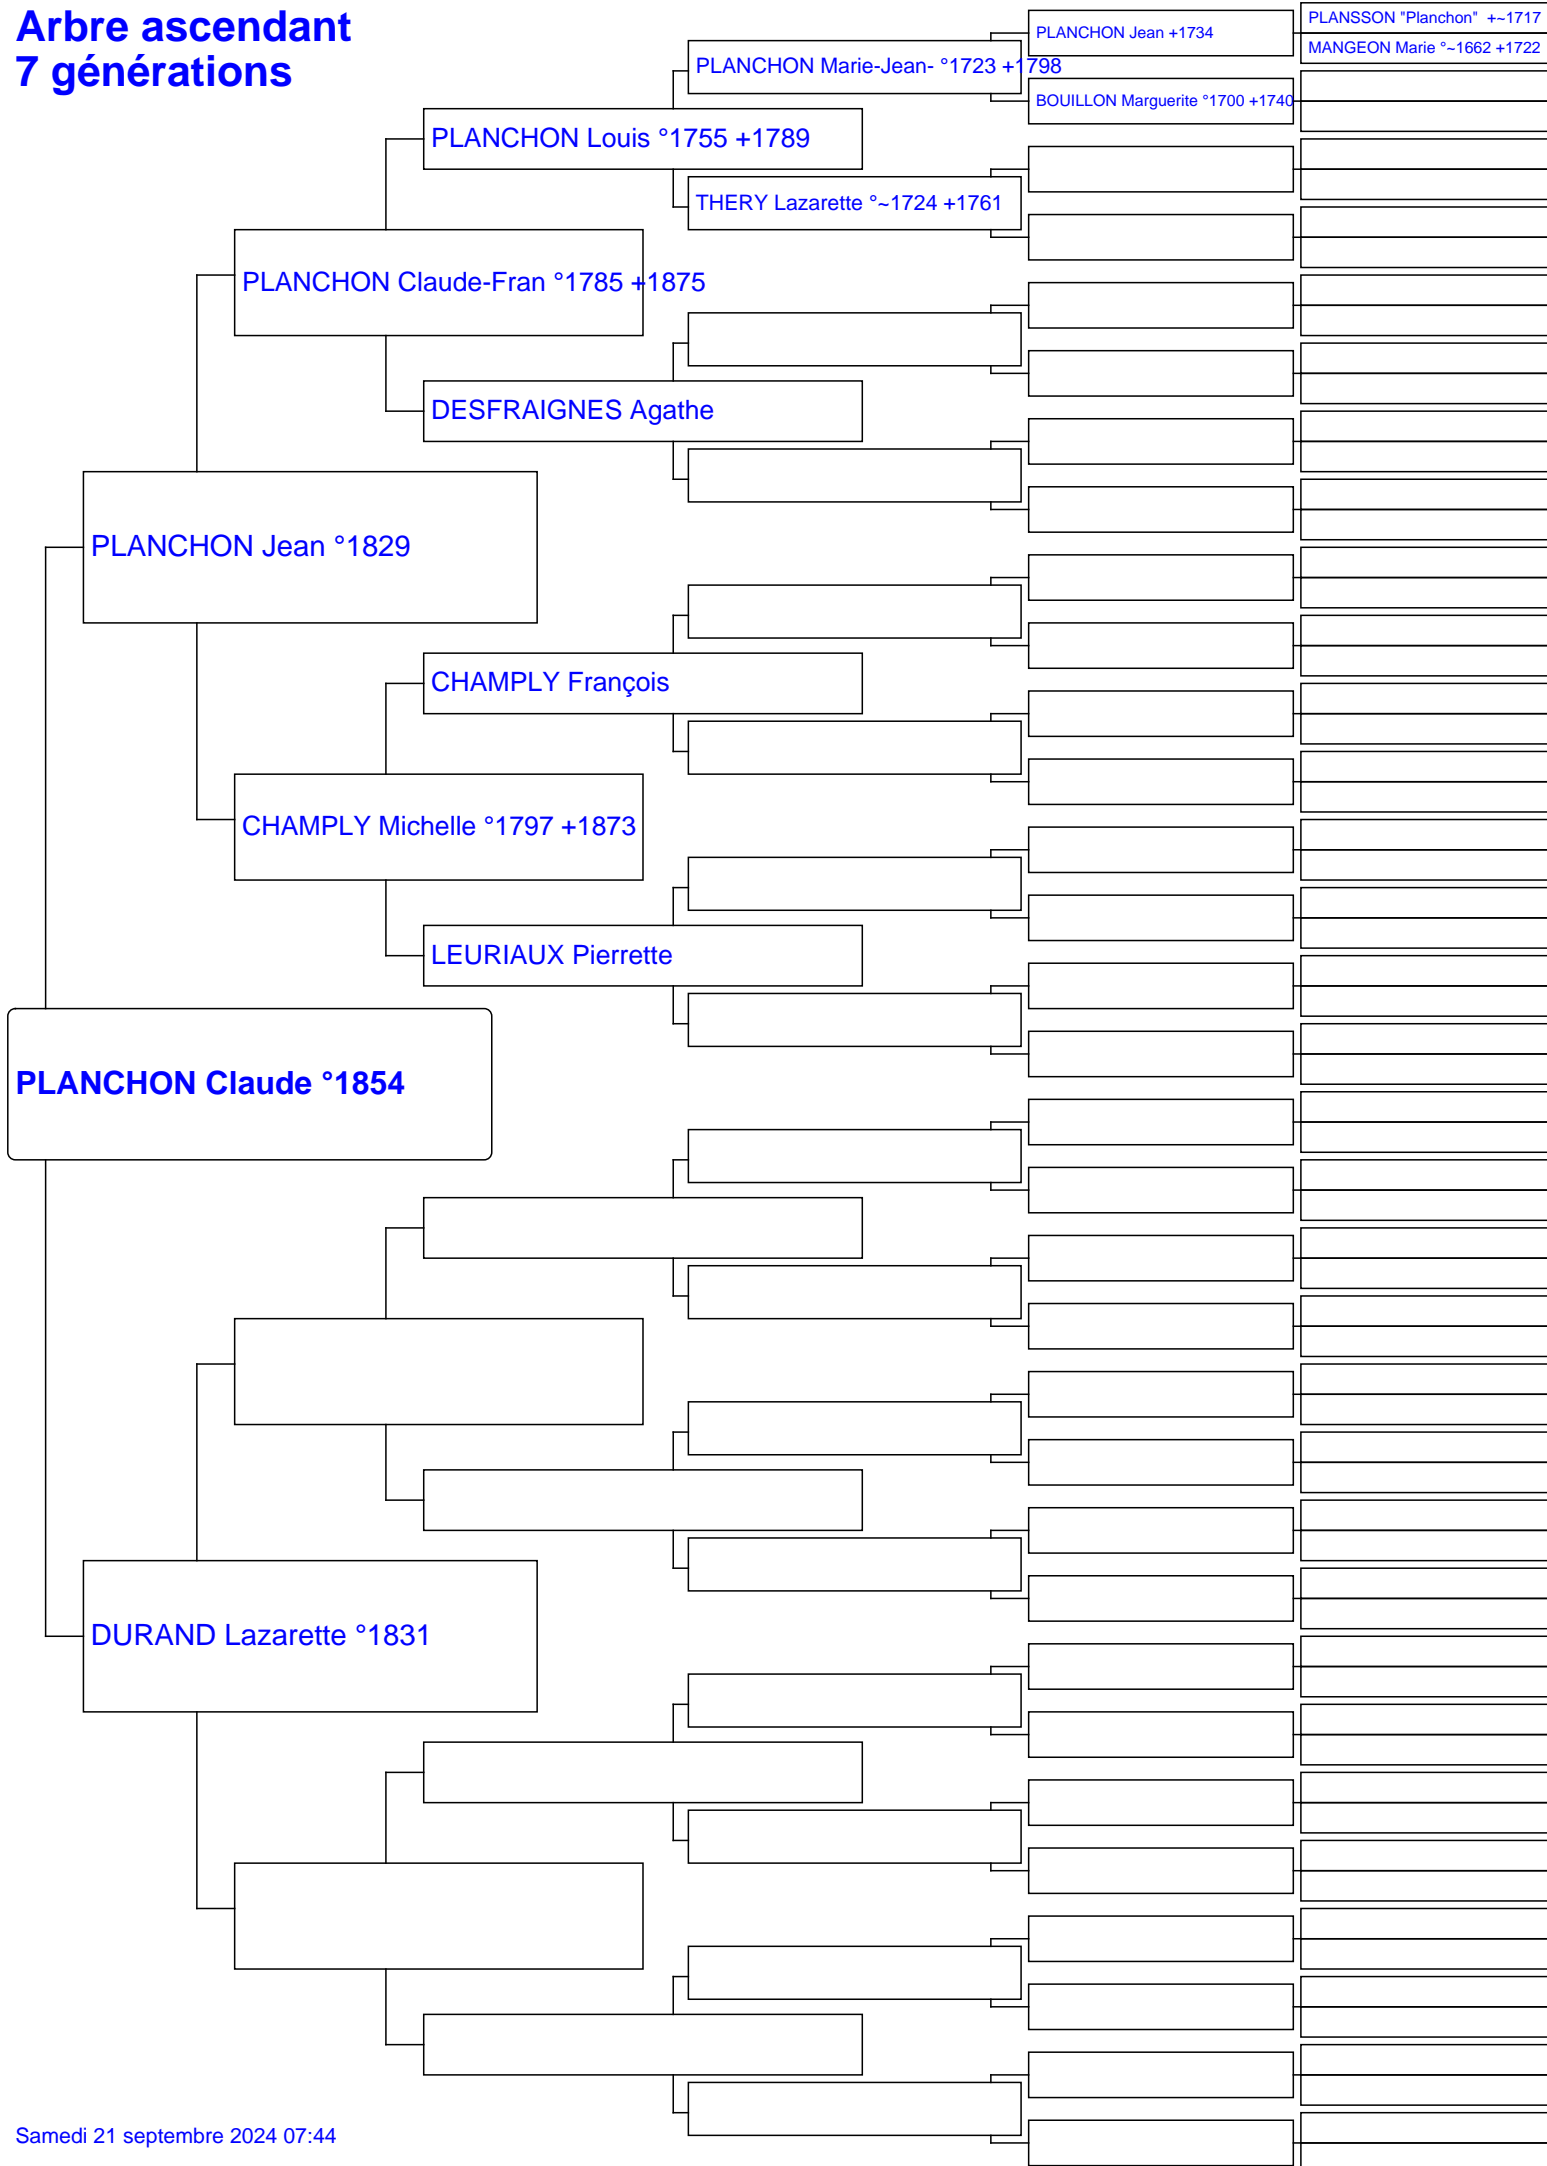 Arbre ascendant
7 générations
PLANSSON "Planchon"  +~1717
PLANCHON Jean +1734
MANGEON Marie °~1662 +1722
PLANCHON Marie-Jean- °1723 +1798
BOUILLON Marguerite °1700 +1740
PLANCHON Louis °1755 +1789
THERY Lazarette °~1724 +1761
PLANCHON Claude-Fran °1785 +1875
DESFRAIGNES Agathe
PLANCHON Jean °1829
CHAMPLY François
CHAMPLY Michelle °1797 +1873
LEURIAUX Pierrette
PLANCHON Claude °1854
DURAND Lazarette °1831
Samedi 21 septembre 2024 07:44